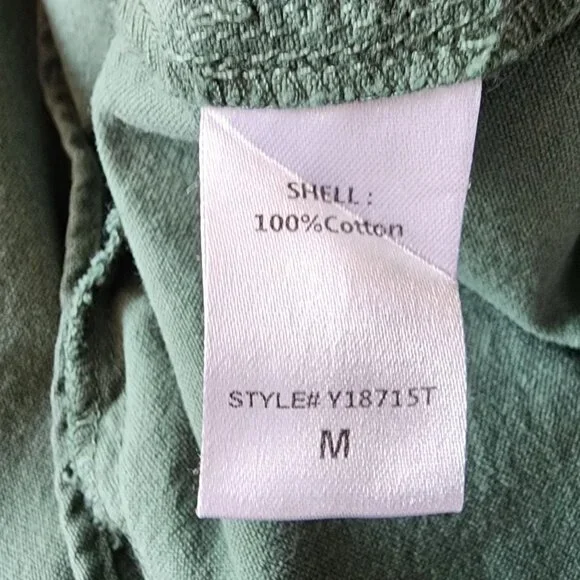 SHELL :
100%Cotton
STYLE# Y18715T
M